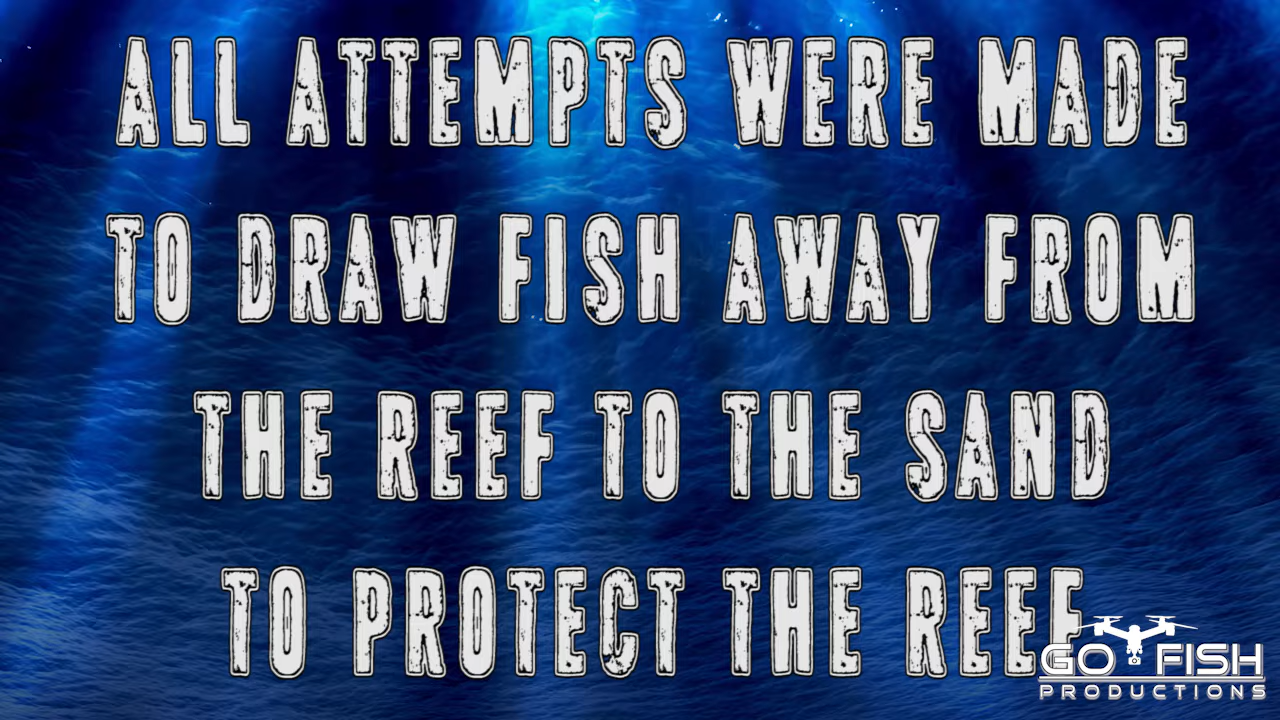 ALL ATTEMPTS WERE MADE
TO DRAW FISH AWAY FROM
THE REEF TO THE SAND
TO PROTECT THE REEF
GO FISH
PRODUCTIONS